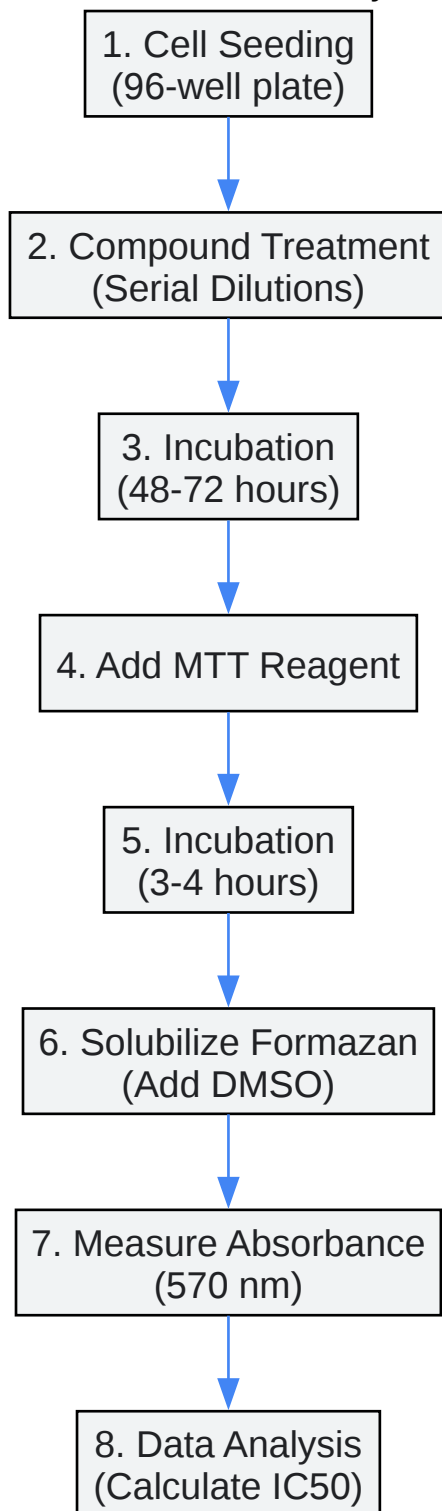 1. Cell Seeding
(96-well plate)
2. Compound Treatment
(Serial Dilutions)
3. Incubation
(48-72 hours)
4. Add MTT Reagent
5. Incubation
(3-4 hours)
6. Solubilize Formazan
(Add DMSO)
7. Measure Absorbance
(570 nm)
8. Data Analysis
(Calculate IC50)